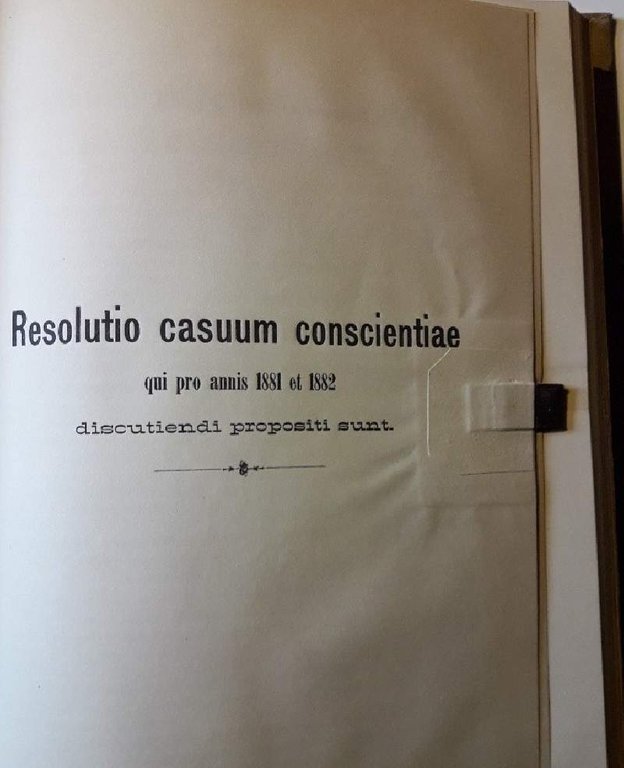 Resolutio casuum conscientiae
qui pro annis 1881 et 1882
discutiendi propositi sunt.